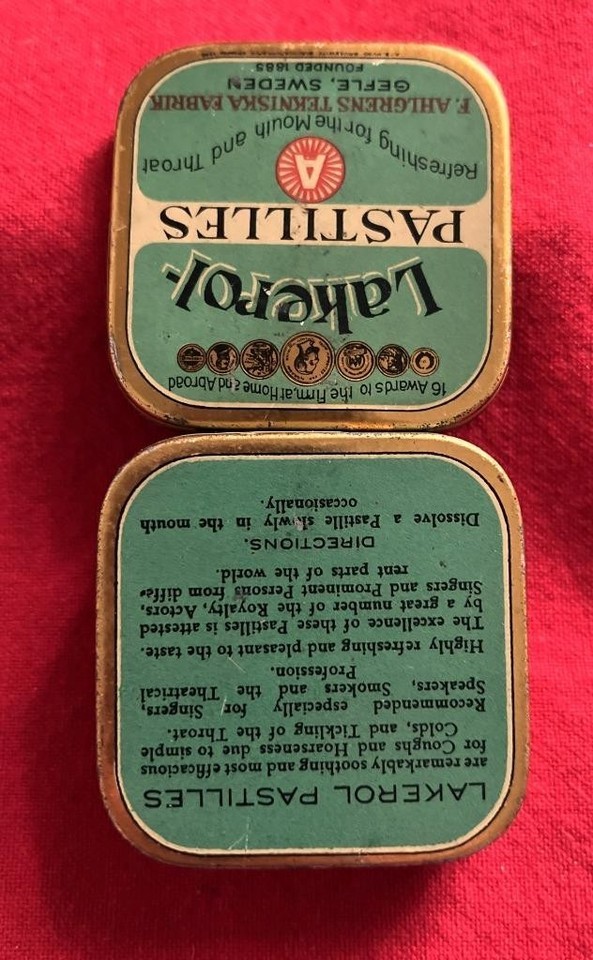 LAKEROL PASTILLES
are remarkably soothing and most efficacious
for Coughs and Hoarseness due to simple
Colds, and Tickling of the Throat.
Recommended especially for Singers,
Speakers, Smokers and the Theatrical
Profession.
Highly refreshing and pleasant to the taste.
The excellence of these Pastilles is attested
by a great number of the Royalty, Actors,
Singers and Prominent Persons from diffe-
rent parts of the world.
DIRECTIONS.
Dissolve a Pastille slowly in the mouth
occasionally.
16 Awards to the Firm, at Home and Abroad
Lakerol
PASTILLES
A
Refreshing for the Mouth and Throat
F. AHLGRENS TEKNISKA FABRIK
GEFLE, SWEDEN
FOUNDED 1885